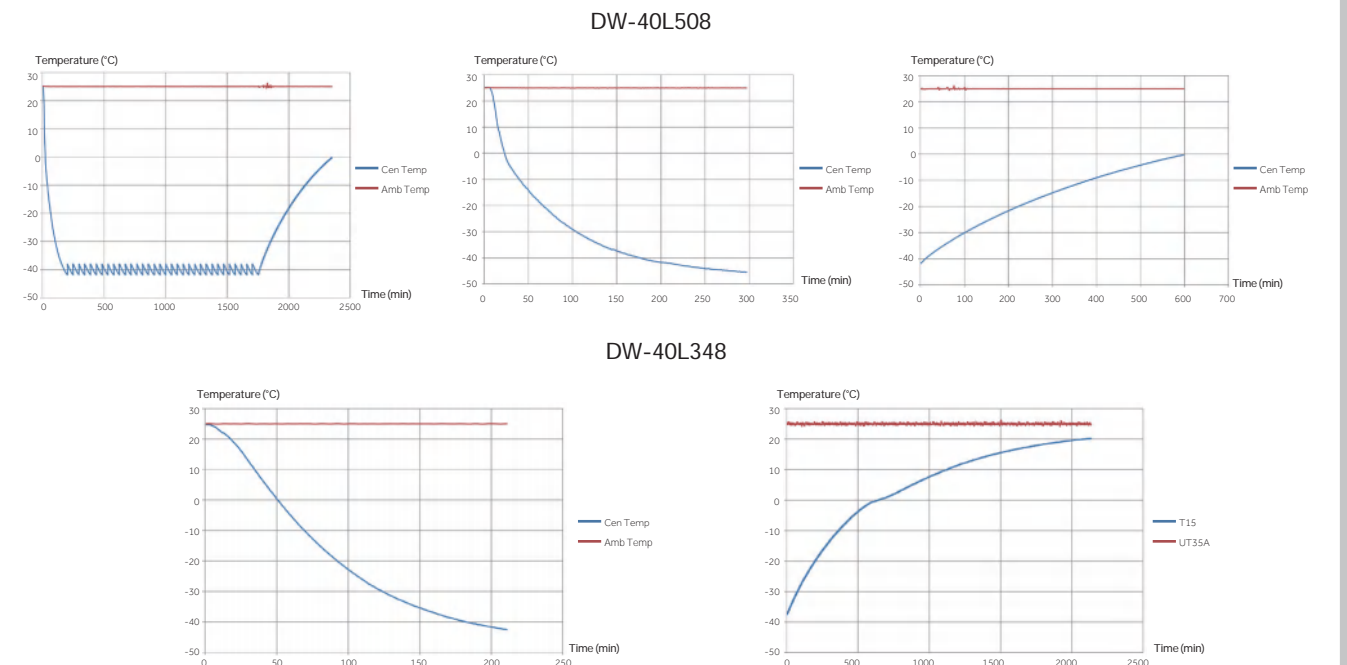 DW-40L508
Temperature (°C)
30
20
10
0
-10
-20
-30
-40
-50
0 500 1000 1500 2000 2500
Time (min)
Cen Temp
Amb Temp
Temperature (°C)
30
20
10
0
-10
-20
-30
-40
-50
0 50 100 150 200 250 300 350
Time (min)
Cen Temp
Amb Temp
Temperature (°C)
30
20
10
0
-10
-20
-30
-40
-50
0 100 200 300 400 500 600 700
Time (min)
Cen Temp
Amb Temp
DW-40L348
Temperature (°C)
30
20
10
0
-10
-20
-30
-40
-50
0 50 100 150 200 250
Time (min)
Cen Temp
Amb Temp
Temperature (°C)
30
20
10
0
-10
-20
-30
-40
-50
0 500 1000 1500 2000 2500
Time (min)
T15
UT35A